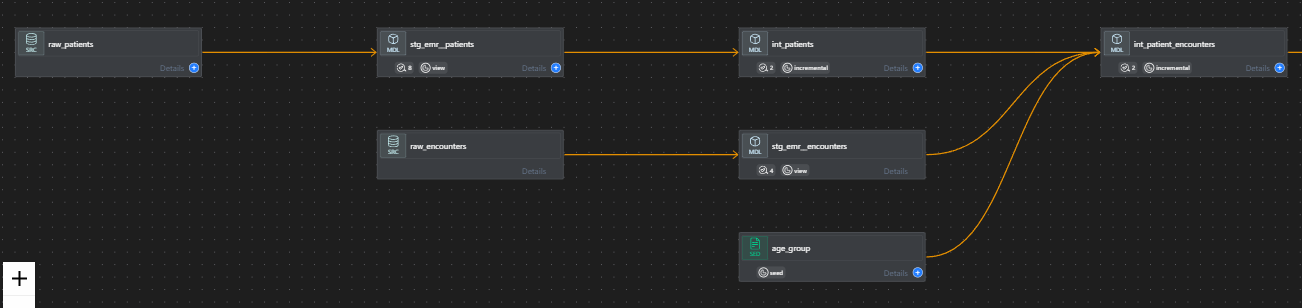 raw_patients
SRC
Details
stg_emr__patients
MDL
8 view
Details
int_patients
MDL
2 incremental
Details
int_patient_encounters
MDL
2 incremental
Details
raw_encounters
SRC
Details
stg_emr__encounters
MDL
4 view
Details
age_group
SED
seed
Details